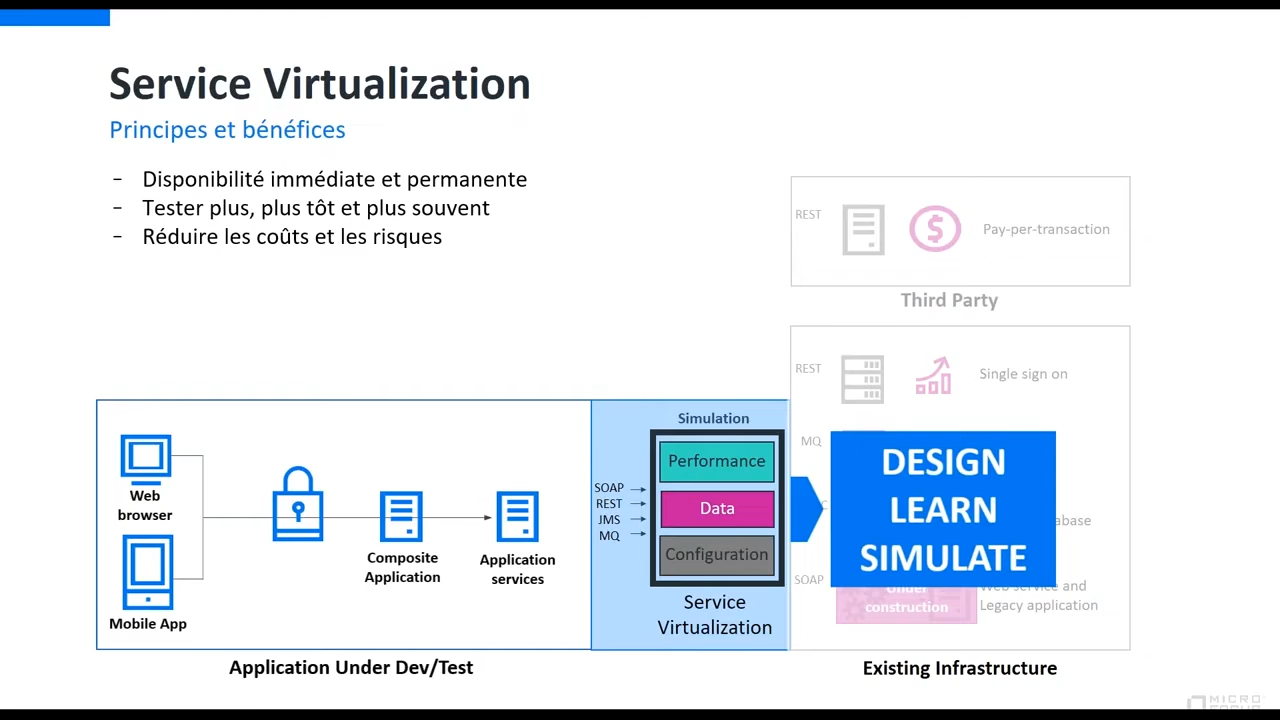 Service Virtualization
Principes et bénéfices
- Disponibilité immédiate et permanente
- Tester plus, plus tôt et plus souvent
- Réduire les coûts et les risques
REST
$
Pay-per-transaction
Third Party
REST
Single sign on
MQ
SOAP
Under
construction
Web service and
Legacy application
DESIGN
LEARN
SIMULATE
Existing Infrastructure
Simulation
Performance
Data
Configuration
SOAP
REST
JMS
MQ
Service
Virtualization
Web
browser
Mobile App
Composite
Application
Application
services
Application Under Dev/Test
MICRO